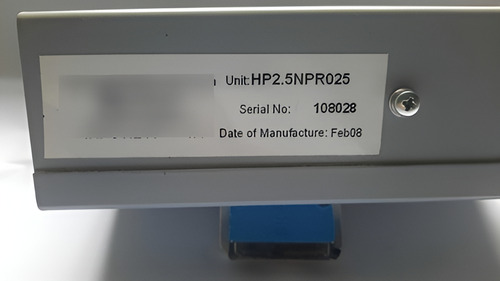 Unit:HP2.5NPR025
Serial No: 108028
Date of Manufacture: Feb08